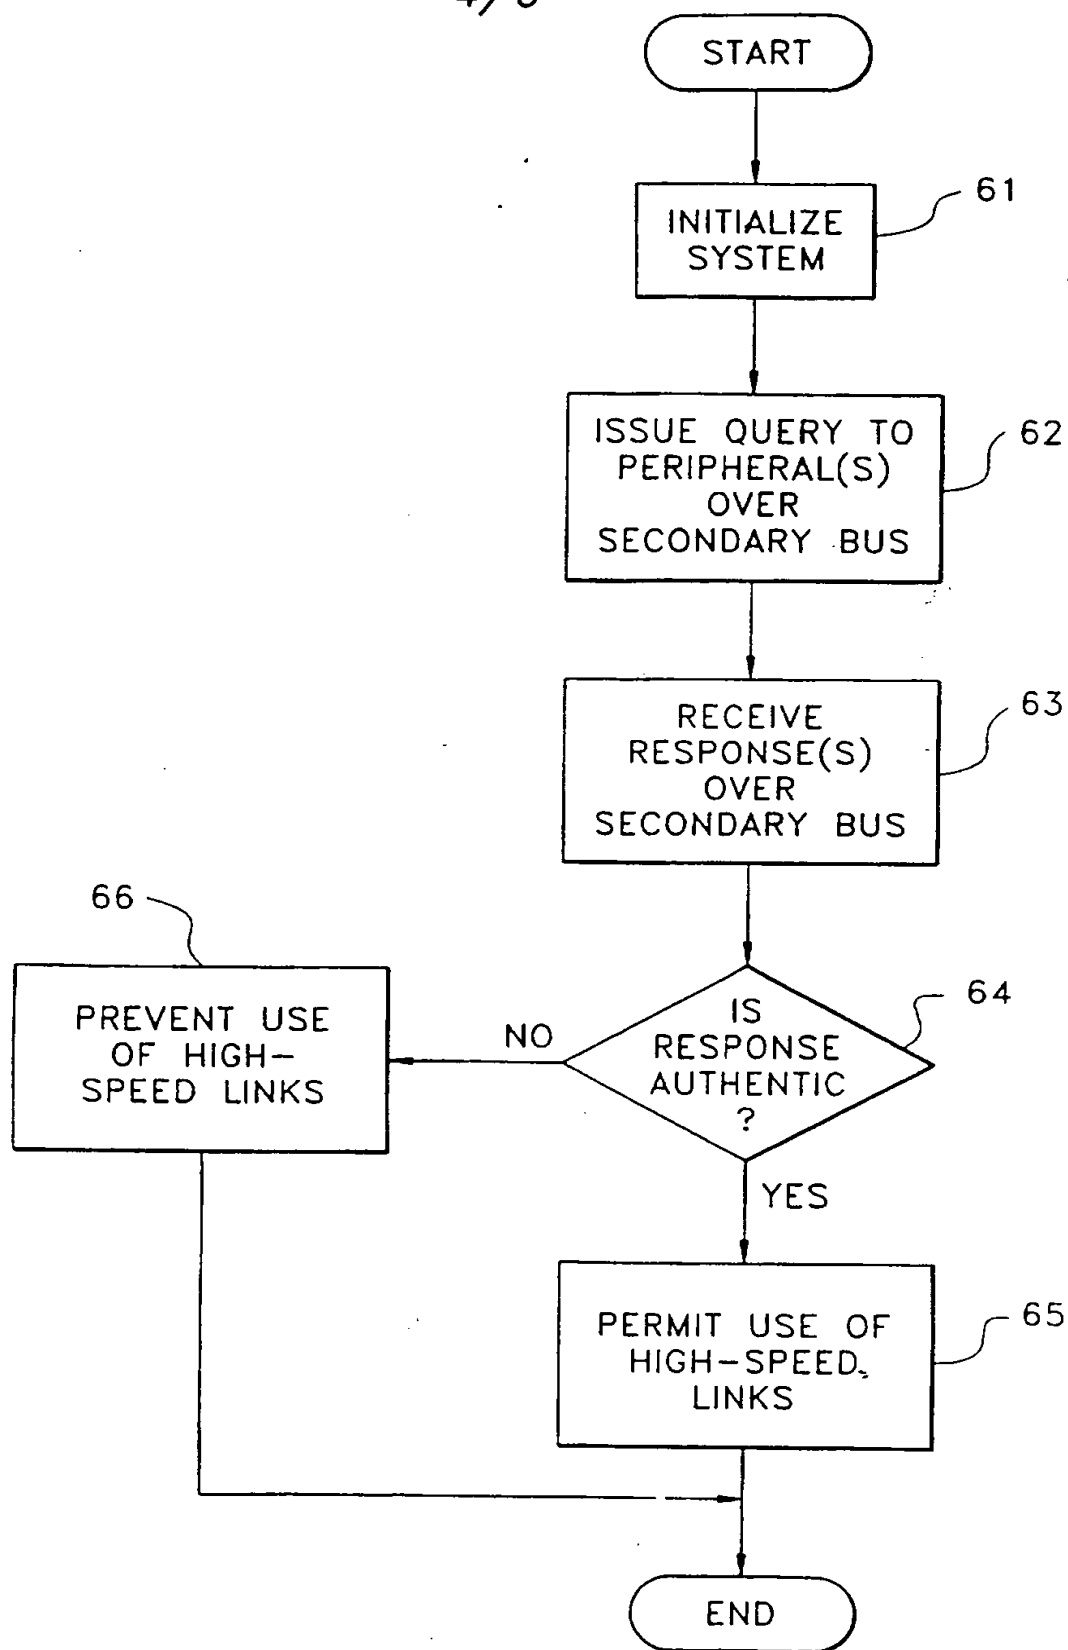 START
INITIALIZE
SYSTEM
61
ISSUE QUERY TO
PERIPHERAL(S)
OVER
SECONDARY BUS
62
RECEIVE
RESPONSE(S)
OVER
SECONDARY BUS
63
66
PREVENT USE
OF HIGH-
SPEED LINKS
NO
IS
RESPONSE
AUTHENTIC
?
64
YES
PERMIT USE OF
HIGH-SPEED
LINKS
65
END